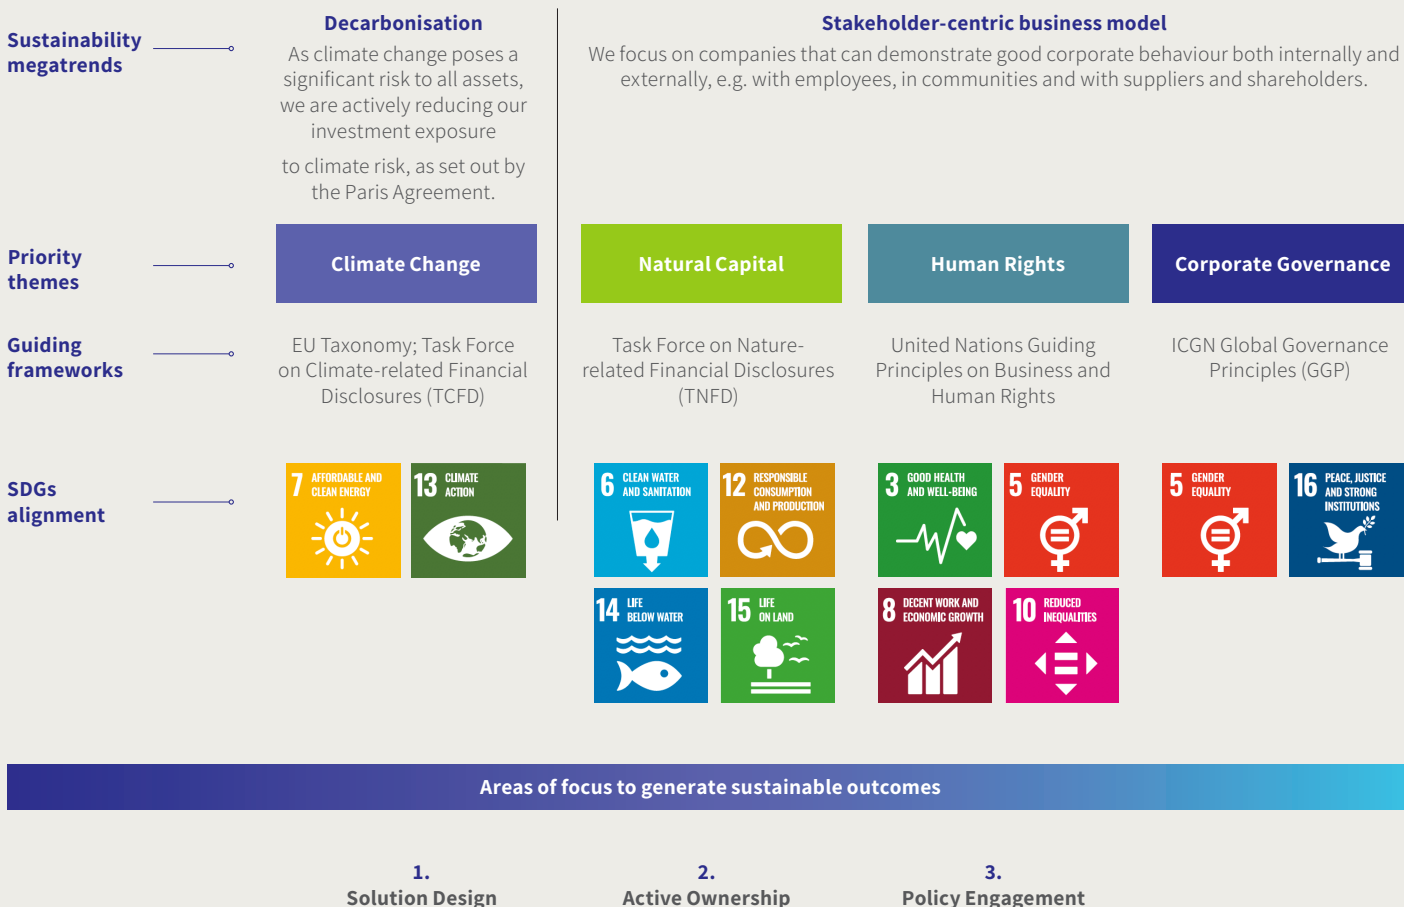 Sustainability
megatrends
Decarbonisation
As climate change poses a
significant risk to all assets,
we are actively reducing our
investment exposure
to climate risk, as set out by
the Paris Agreement.
Stakeholder-centric business model
We focus on companies that can demonstrate good corporate behaviour both internally and
externally, e.g. with employees, in communities and with suppliers and shareholders.
Priority
themes
Climate Change
Natural Capital
Human Rights
Corporate Governance
Guiding
frameworks
EU Taxonomy; Task Force
on Climate-related Financial
Disclosures (TCFD)
Task Force on Nature-
related Financial Disclosures
(TNFD)
United Nations Guiding
Principles on Business and
Human Rights
ICGN Global Governance
Principles (GGP)
SDGs
alignment
7 AFFORDABLE AND
CLEAN ENERGY
13 CLIMATE
ACTION
6 CLEAN WATER
AND SANITATION
12 RESPONSIBLE
CONSUMPTION
AND PRODUCTION
14 LIFE
BELOW WATER
15 LIFE
ON LAND
3 GOOD HEALTH
AND WELL-BEING
5 GENDER
EQUALITY
8 DECENT WORK AND
ECONOMIC GROWTH
10 REDUCED
INEQUALITIES
5 GENDER
EQUALITY
16 PEACE, JUSTICE
AND STRONG
INSTITUTIONS
Areas of focus to generate sustainable outcomes
1.
Solution Design
2.
Active Ownership
3.
Policy Engagement